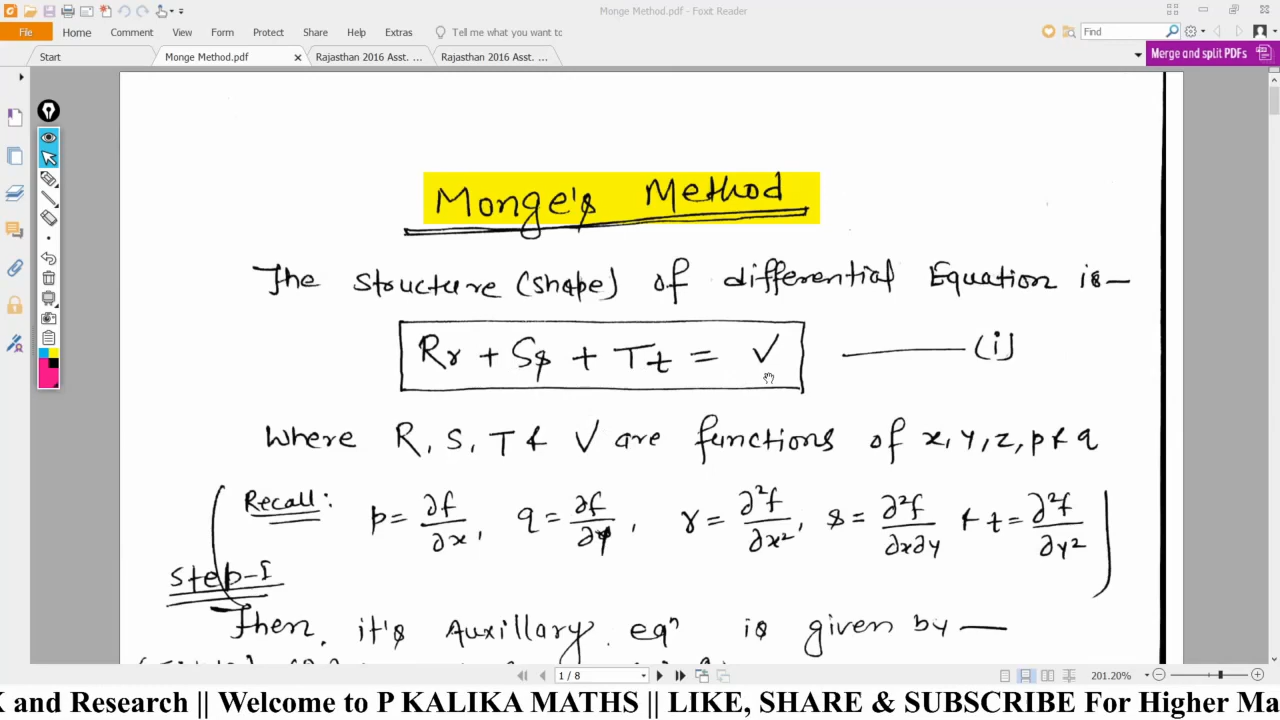 Monge Method.pdf - Foxit Reader
File Home Comment View Form Protect Share Help Extras Tell me what you want to Find
Start Monge Method.pdf Rajasthan 2016 Asst. ... Rajasthan 2016 Asst. ... Merge and split PDFs
Monge's Method
The structure (shape) of differential Equation is—
Rr + Ss + Tt = V ——— (i)
Where R, S, T & V are functions of x, y, z, p & q
Recall: p = ∂f/∂x, q = ∂f/∂y, r = ∂²f/∂x², s = ∂²f/∂x∂y & t = ∂²f/∂y²
Step-I
Then, it's Auxillary eqⁿ is given by —
1 / 8 201.20%
K and Research || Welcome to P KALIKA MATHS || LIKE, SHARE & SUBSCRIBE For Higher Ma